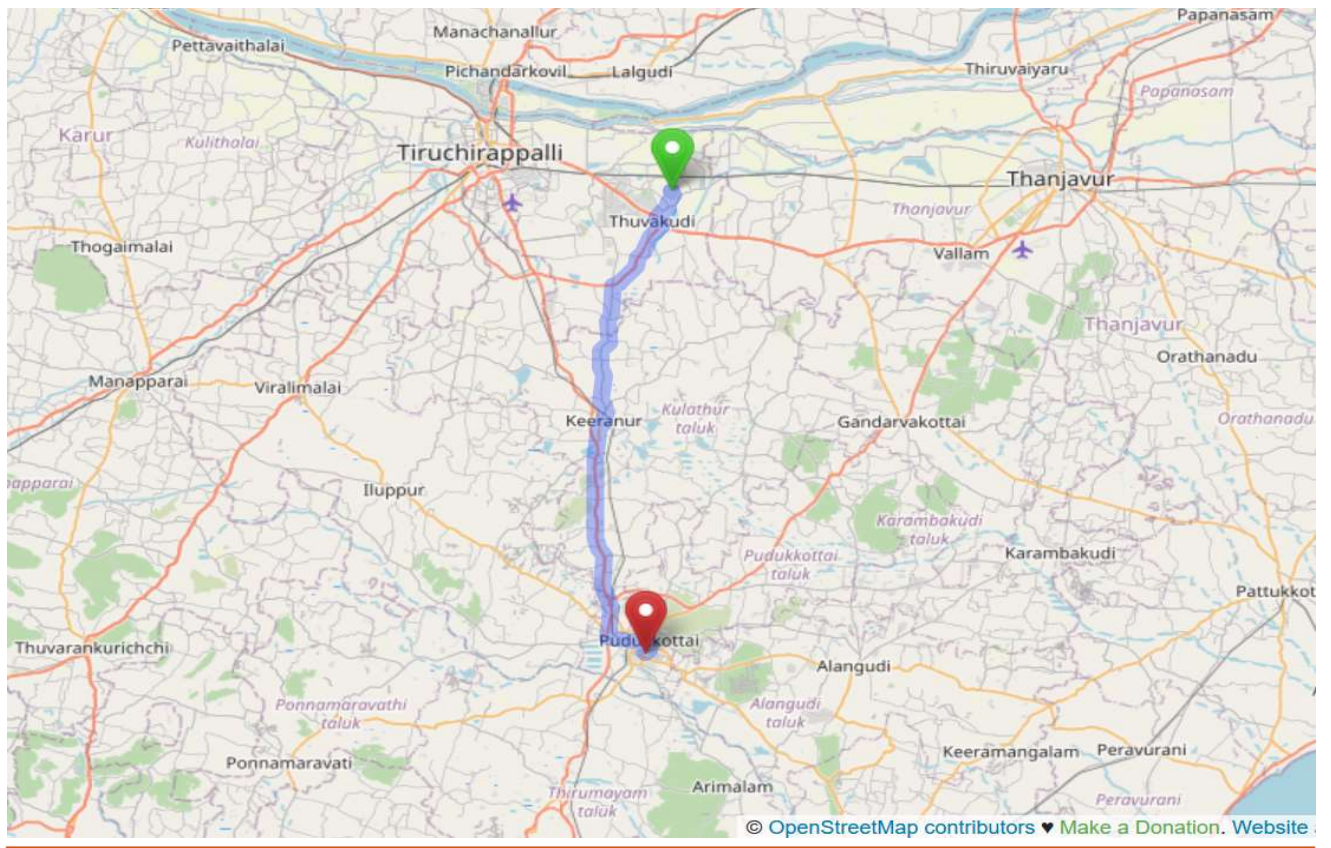 Papanasam
Manachanallur
Pettavaithalai
Pichandarkovil
Lalgudi
Thiruvaiyaru
Papanasam
Karur
Kulithalai
Tiruchirappalli
Thanjavur
Thuvakudi
Thanjavur
Thogaimalai
Vallam
Thanjavur
Orathanadu
Manapparai
Viralimalai
Kulathur
taluk
Keeranur
Gandarvakottai
Orathanadu
napparai
Iluppur
Karambakudi
taluk
Pudukkottai
taluk
Karambakudi
Pattukkot
Thuvarankurichchi
Alangudi
Ponnamaravathi
taluk
Alangudi
taluk
Ponnamaravati
Keeramangalam
Peravurani
Arimalam
Thirumayam
taluk
Peravurani
© OpenStreetMap contributors ♥ Make a Donation. Website